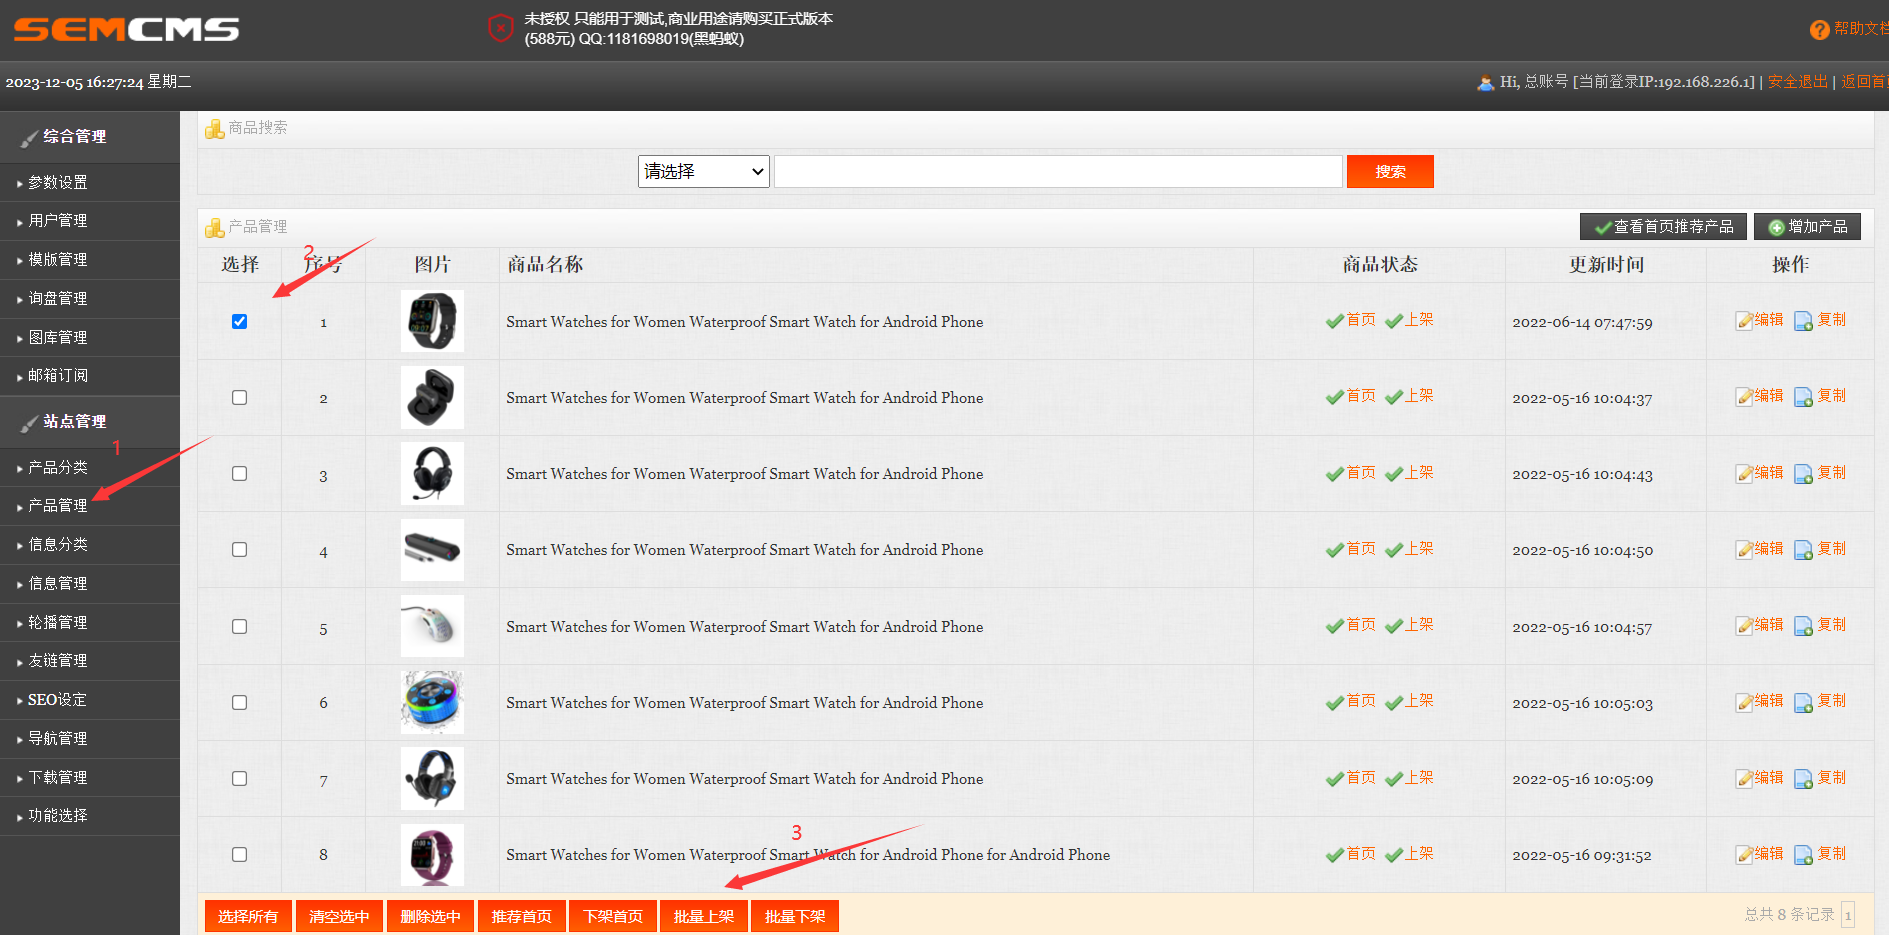 SEMCMS
未授权 只能用于测试,商业用途请购买正式版本
(588元) QQ:1181698019(黑蚂蚁)
帮助文档
2023-12-05 16:27:24 星期二
Hi, 总账号 [当前登录IP:192.168.226.1] | 安全退出 | 返回首
综合管理
参数设置
用户管理
模版管理
询盘管理
图库管理
邮箱订阅
站点管理
1
产品分类
产品管理
信息分类
信息管理
轮播管理
友链管理
SEO设定
导航管理
下载管理
功能选择
商品搜索
请选择 搜索
产品管理 查看首页推荐产品 增加产品
2
选择 序号 图片 商品名称 商品状态 更新时间 操作
1 Smart Watches for Women Waterproof Smart Watch for Android Phone 首页 上架 2022-06-14 07:47:59 编辑 复制
2 Smart Watches for Women Waterproof Smart Watch for Android Phone 首页 上架 2022-05-16 10:04:37 编辑 复制
3 Smart Watches for Women Waterproof Smart Watch for Android Phone 首页 上架 2022-05-16 10:04:43 编辑 复制
4 Smart Watches for Women Waterproof Smart Watch for Android Phone 首页 上架 2022-05-16 10:04:50 编辑 复制
5 Smart Watches for Women Waterproof Smart Watch for Android Phone 首页 上架 2022-05-16 10:04:57 编辑 复制
6 Smart Watches for Women Waterproof Smart Watch for Android Phone 首页 上架 2022-05-16 10:05:03 编辑 复制
7 Smart Watches for Women Waterproof Smart Watch for Android Phone 首页 上架 2022-05-16 10:05:09 编辑 复制
3
8 Smart Watches for Women Waterproof Smart Watch for Android Phone for Android Phone 首页 上架 2022-05-16 09:31:52 编辑 复制
选择所有 清空选中 删除选中 推荐首页 下架首页 批量上架 批量下架 总共 8 条记录 1